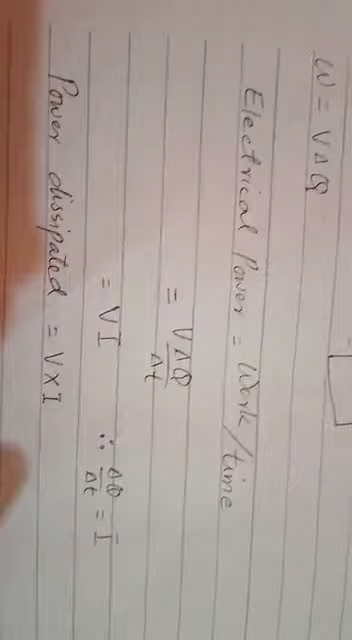 W = VΔQ
Electrical Power = Work/time
= VΔQ/Δt
= VI ∴ ΔQ/Δt = I
Power dissipated = V×I